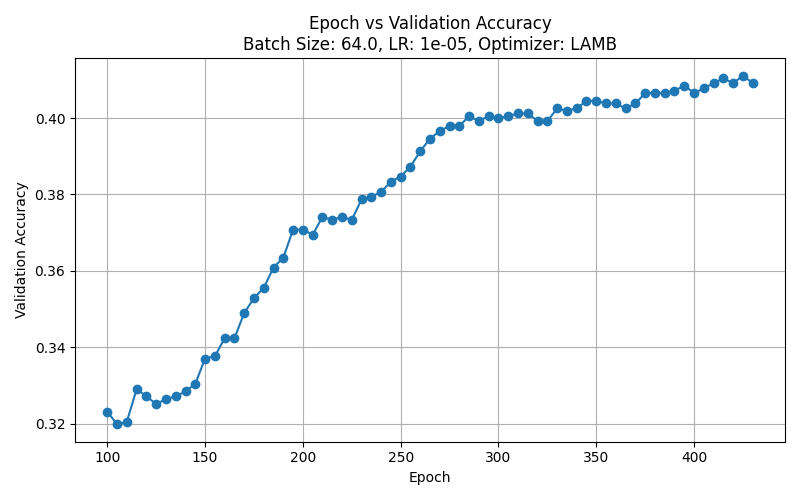 Epoch vs Validation Accuracy
Batch Size: 64.0, LR: 1e-05, Optimizer: LAMB
Validation Accuracy
0.40
0.38
0.36
0.34
0.32
100 150 200 250 300 350 400
Epoch